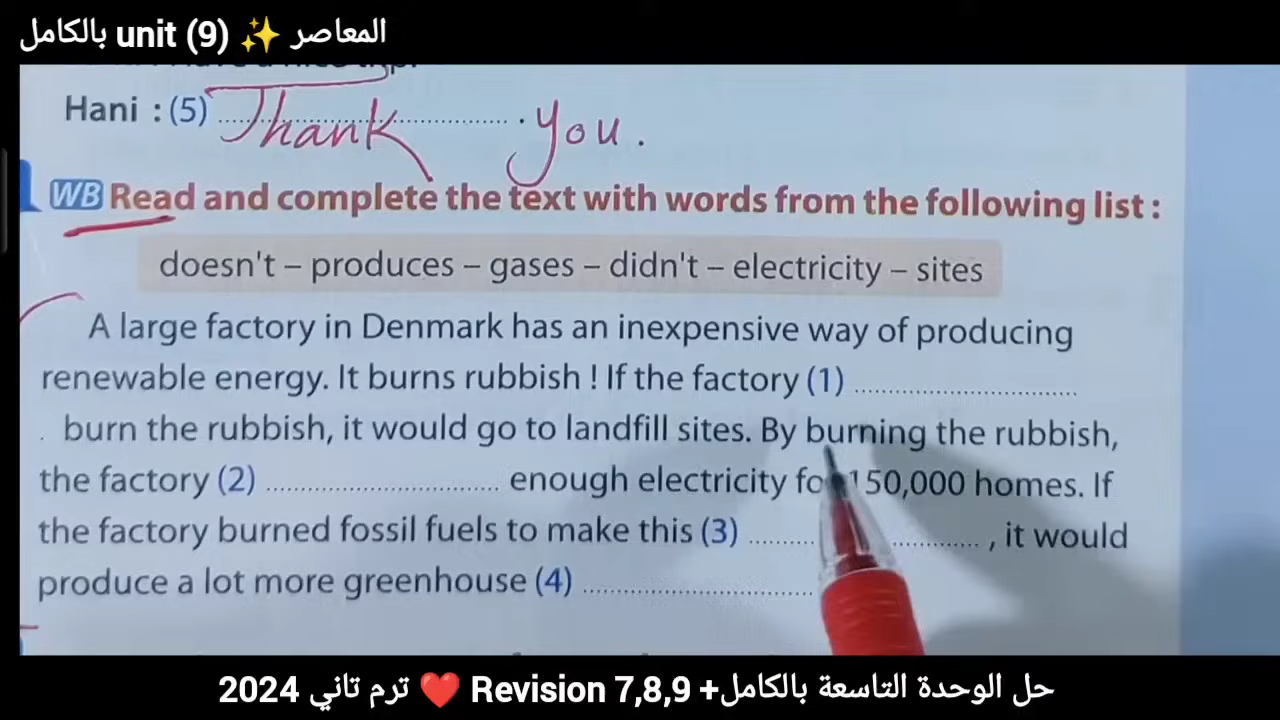 المعاصر ✨ unit (9) بالكامل
Hani : (5) Thank you.
WB Read and complete the text with words from the following list :
doesn't – produces – gases – didn't – electricity – sites
A large factory in Denmark has an inexpensive way of producing
renewable energy. It burns rubbish ! If the factory (1) ..............................
burn the rubbish, it would go to landfill sites. By burning the rubbish,
the factory (2) .............................. enough electricity for 150,000 homes. If
the factory burned fossil fuels to make this (3) .............................. , it would
produce a lot more greenhouse (4) ..............................
حل الوحدة التاسعة بالكامل+ Revision 7,8,9 ❤️ ترم تاني 2024